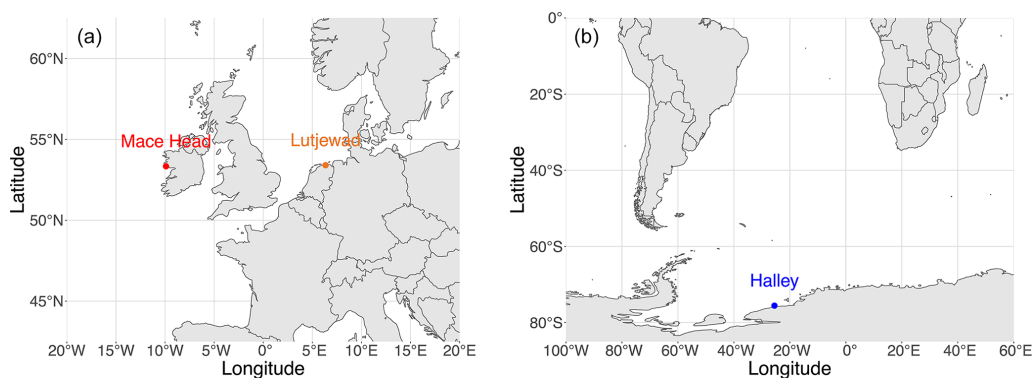 (a)
60°N
55°N
50°N
45°N
Latitude
Mace Head
Lutjewad
20°W 15°W 10°W 5°W 0° 5°E 10°E 15°E 20°E
Longitude
(b)
0°
20°S
40°S
60°S
80°S
Latitude
Halley
100°W 80°W 60°W 40°W 20°W 0° 20°E 40°E 60°E
Longitude